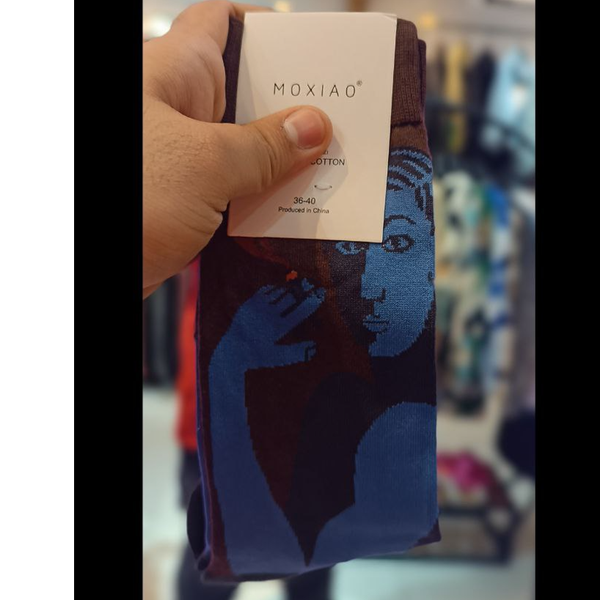 MOXIAO®
COTTON
36-40
Produced in China